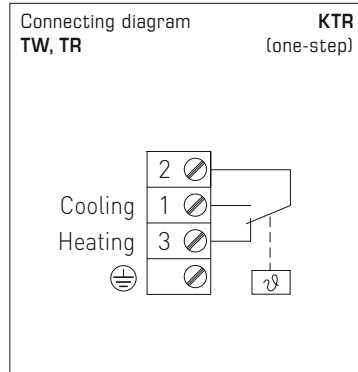 Connecting diagram KTR
TW, TR (one-step)
2
Cooling 1
Heating 3
ϑ